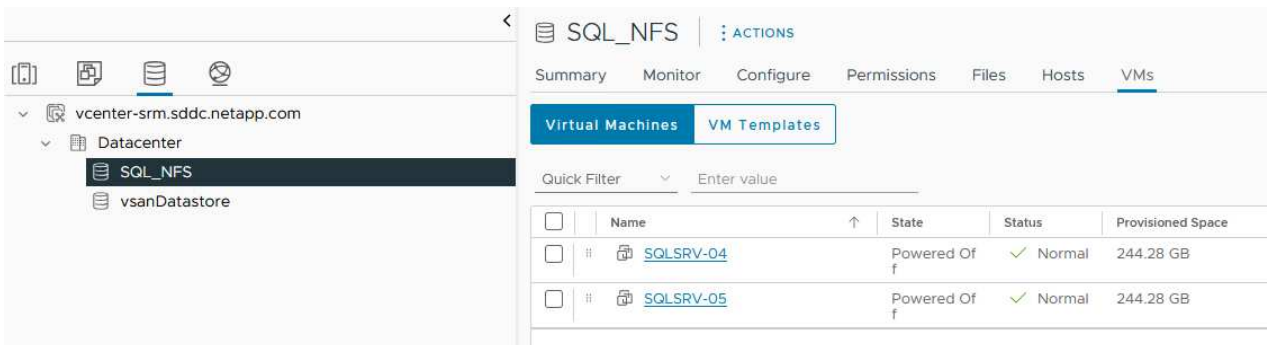 SQL_NFS
ACTIONS
Summary Monitor Configure Permissions Files Hosts VMs
vcenter-srm.sddc.netapp.com
Datacenter
SQL_NFS
vsanDatastore
Virtual Machines VM Templates
Quick Filter Enter value
Name State Status Provisioned Space
SQLSRV-04 Powered Of Normal 244.28 GB
f
SQLSRV-05 Powered Of Normal 244.28 GB
f